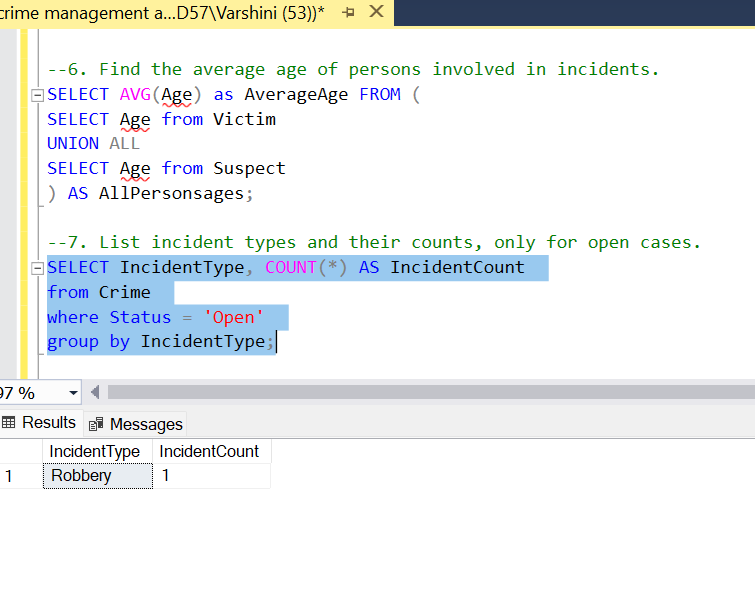 crime management a...D57\Varshini (53))*
--6. Find the average age of persons involved in incidents.
SELECT AVG(Age) as AverageAge FROM (
SELECT Age from Victim
UNION ALL
SELECT Age from Suspect
) AS AllPersonsages;
--7. List incident types and their counts, only for open cases.
SELECT IncidentType, COUNT(*) AS IncidentCount
from Crime
where Status = 'Open'
group by IncidentType;
97 %
Results Messages
IncidentType IncidentCount
1 Robbery 1